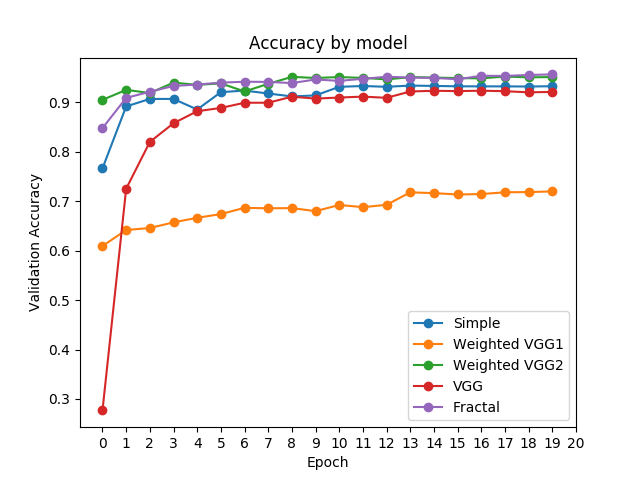 Accuracy by model
Validation Accuracy
0.9
0.8
0.7
0.6
0.5
0.4
0.3
Simple
Weighted VGG1
Weighted VGG2
VGG
Fractal
0 1 2 3 4 5 6 7 8 9 10 11 12 13 14 15 16 17 18 19 20
Epoch